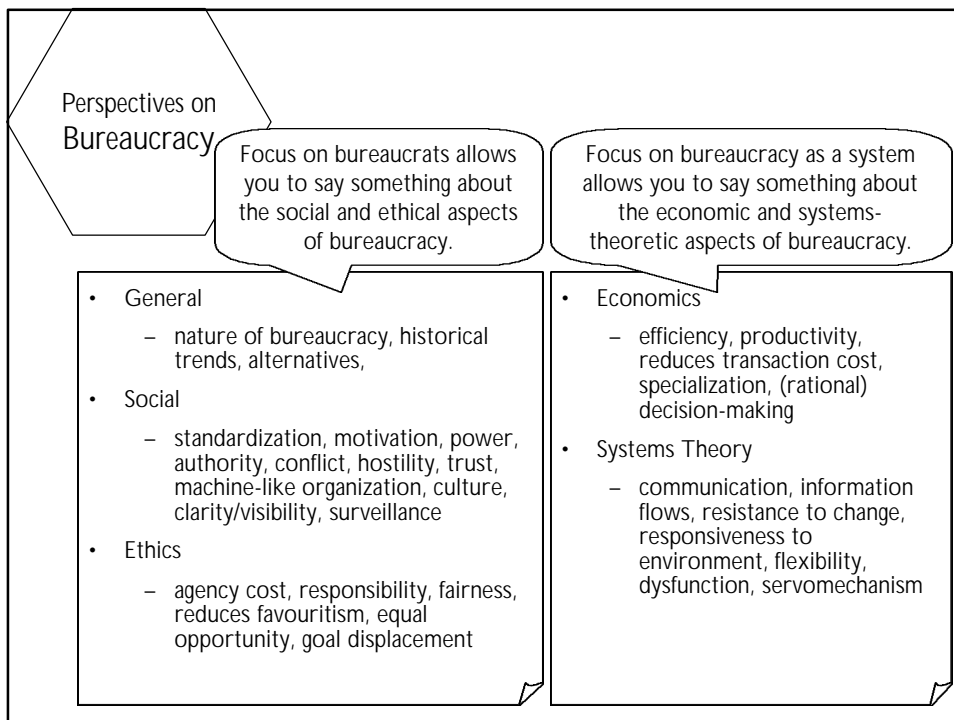 Perspectives on
Bureaucracy
Focus on bureaucrats allows
you to say something about
the social and ethical aspects
of bureaucracy.
Focus on bureaucracy as a system
allows you to say something about
the economic and systems-
theoretic aspects of bureaucracy.
• General
– nature of bureaucracy, historical
trends, alternatives,
• Social
– standardization, motivation, power,
authority, conflict, hostility, trust,
machine-like organization, culture,
clarity/visibility, surveillance
• Ethics
– agency cost, responsibility, fairness,
reduces favouritism, equal
opportunity, goal displacement
• Economics
– efficiency, productivity,
reduces transaction cost,
specialization, (rational)
decision-making
• Systems Theory
– communication, information
flows, resistance to change,
responsiveness to
environment, flexibility,
dysfunction, servomechanism